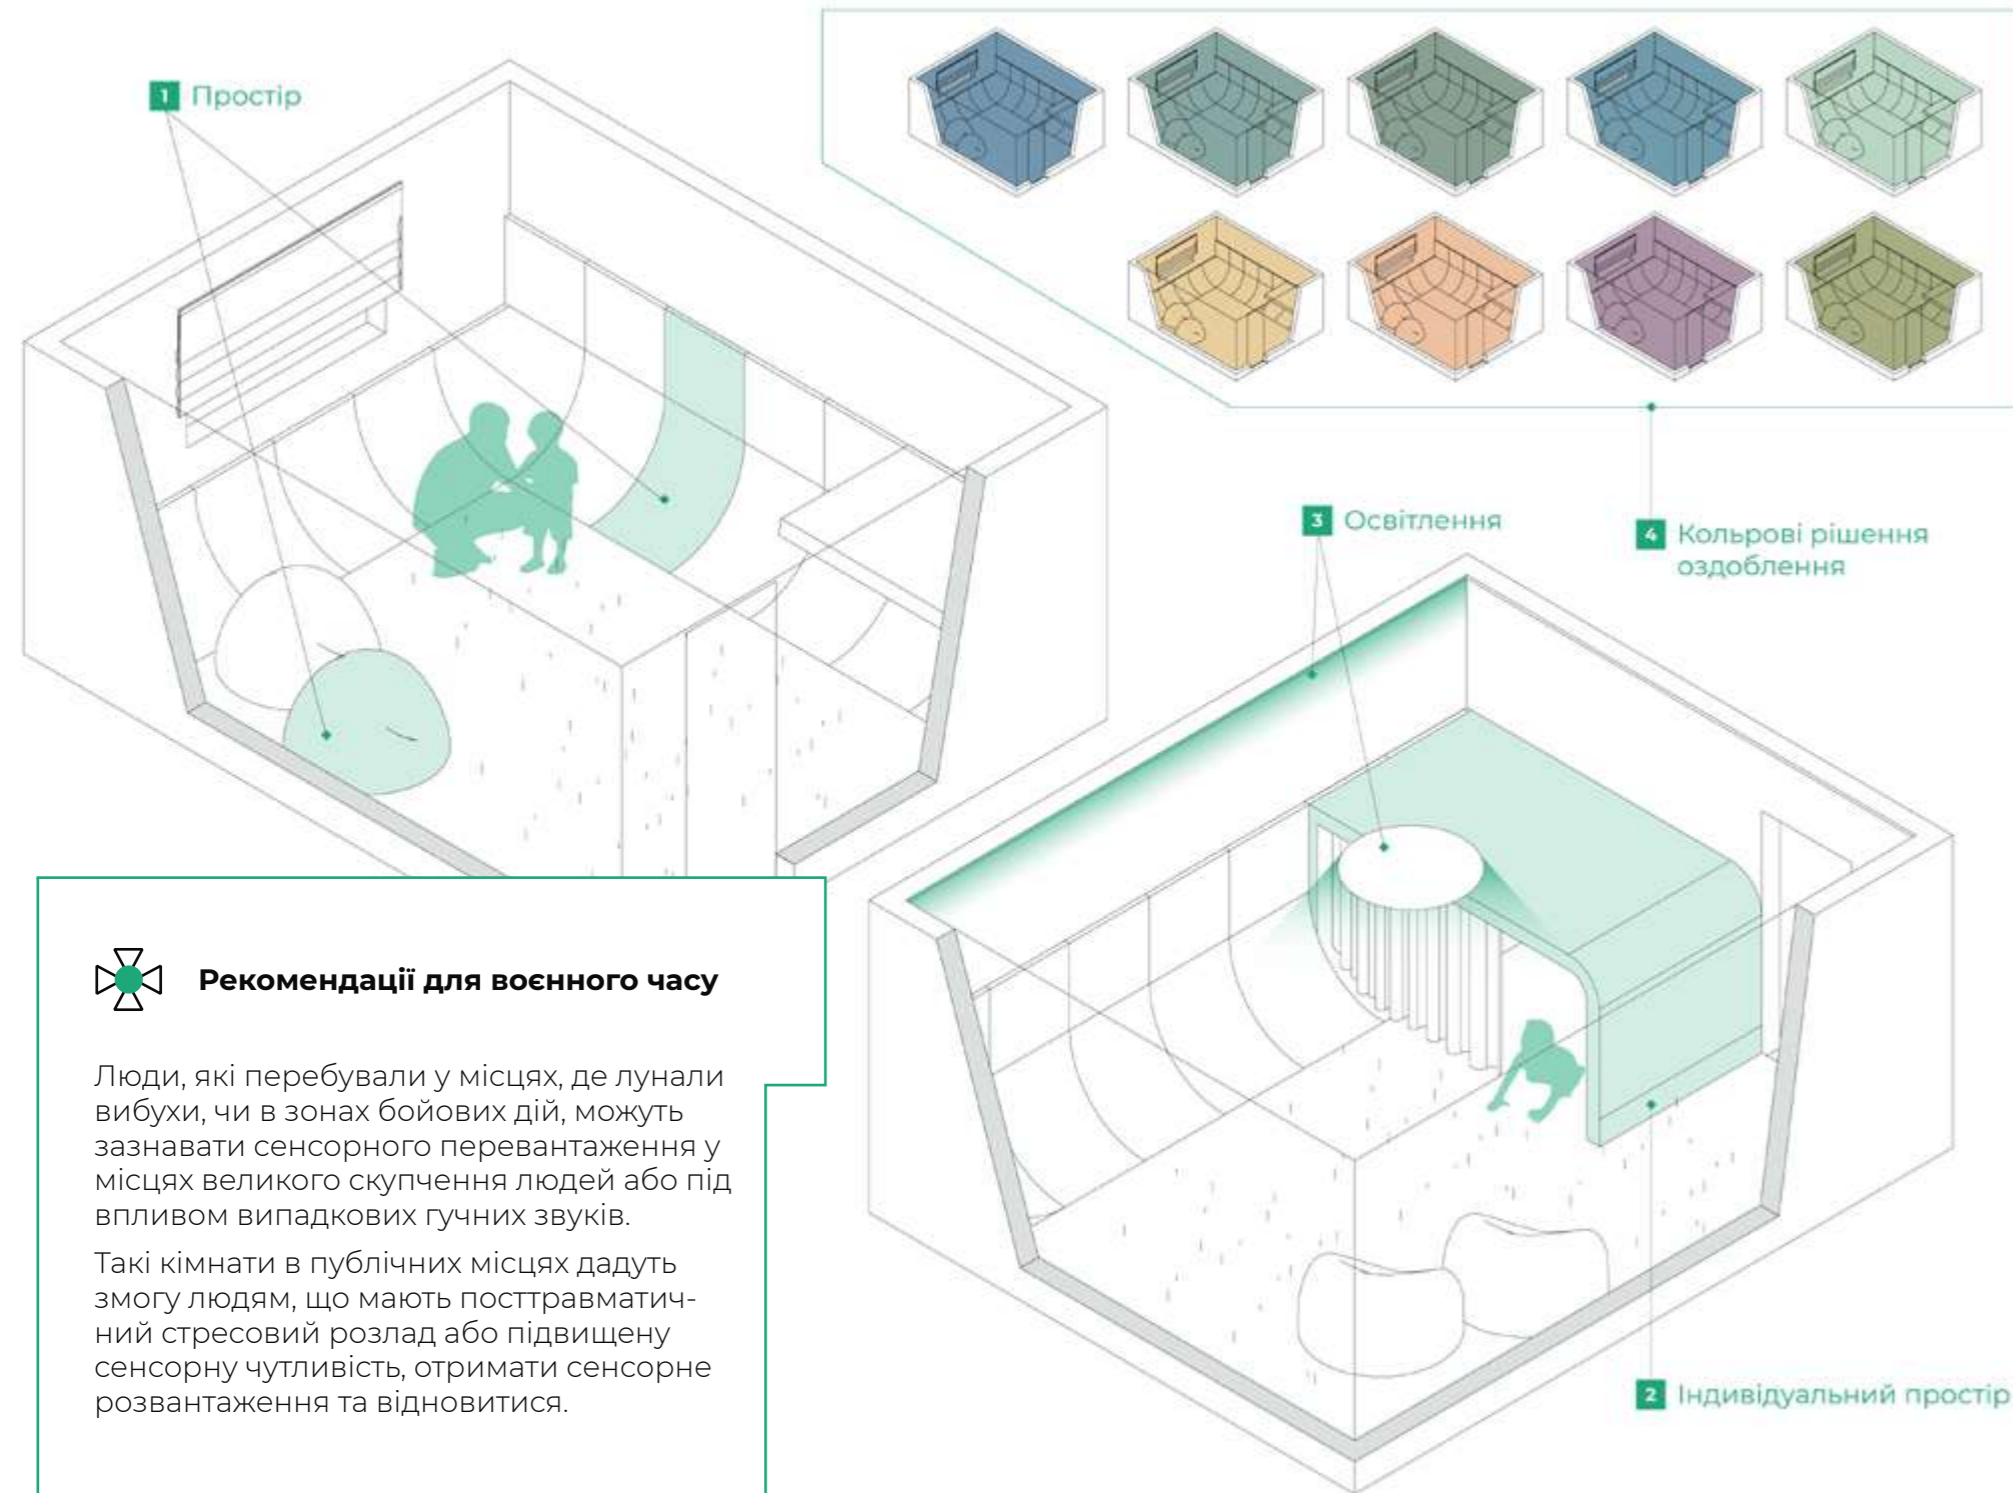 1 Простір
3 Освітлення
4 Кольрові рішення
оздоблення
Рекомендації для воєнного часу
Люди, які перебували у місцях, де лунали
вибухи, чи в зонах бойових дій, можуть
зазнавати сенсорного перевантаження у
місцях великого скупчення людей або під
впливом випадкових гучних звуків.
Такі кімнати в публічних місцях дадуть
змогу людям, що мають посттравматич-
ний стресовий розлад або підвищену
сенсорну чутливість, отримати сенсорне
розвантаження та відновитися.
2 Індивідуальний простір